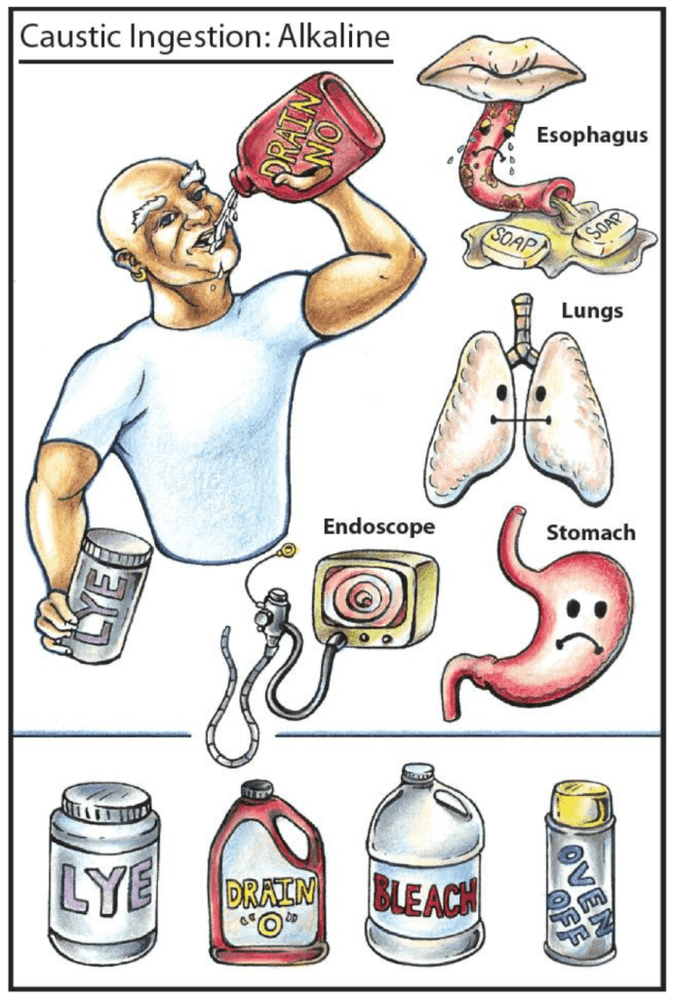 Caustic Ingestion: Alkaline
DRAIN
NO
Esophagus
SOAP
SOAP
Lungs
Endoscope
Stomach
LYE
LYE
DRAIN
"O"
BLEACH
OVEN
OFF